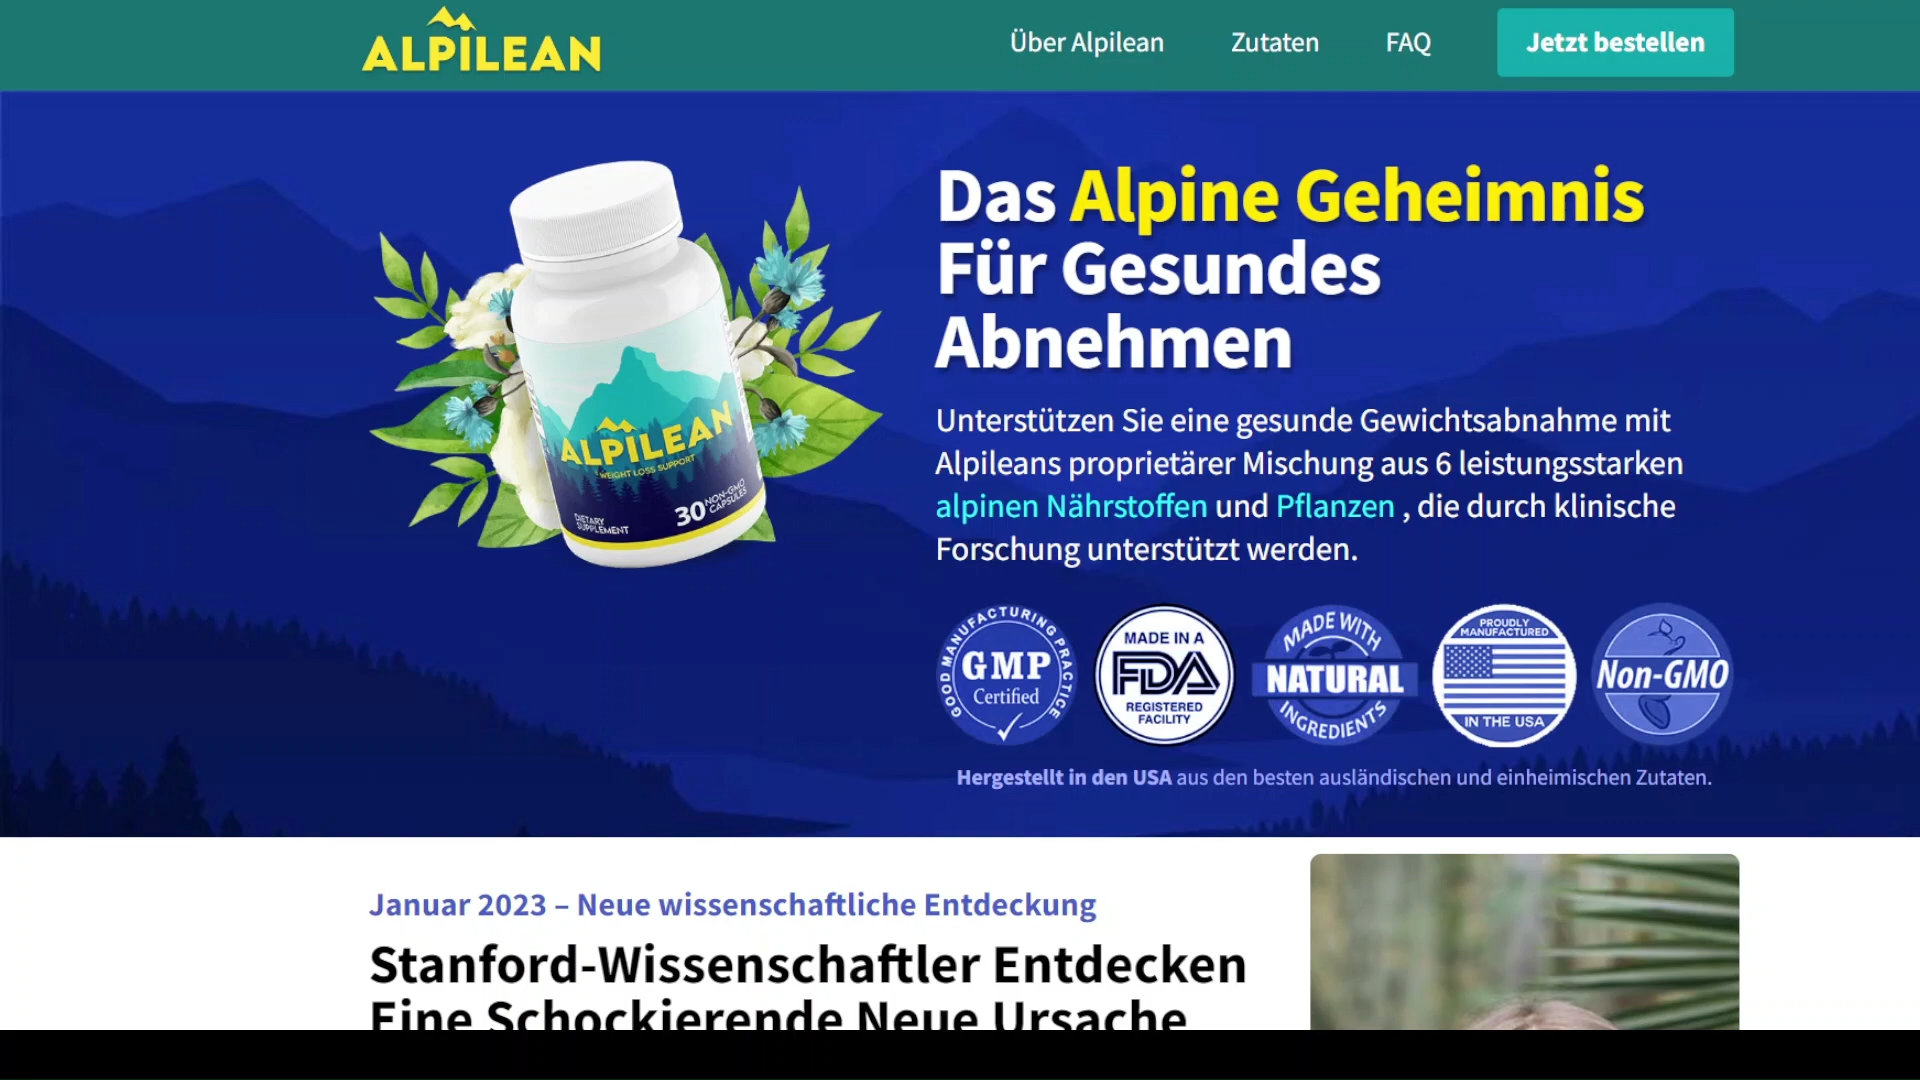 ALPILEAN
Über Alpilean
Zutaten
FAQ
Jetzt bestellen
Das Alpine Geheimnis
Für Gesundes
Abnehmen
Unterstützen Sie eine gesunde Gewichtsabnahme mit
Alpileans proprietärer Mischung aus 6 leistungsstarken
alpinen Nährstoffen und Pflanzen , die durch klinische
Forschung unterstützt werden.
ALPILEAN
WEIGHT LOSS SUPPORT
DIETARY
SUPPLEMENT
30 NON-GMO
CAPSULES
GOOD MANUFACTURING PRACTICE
GMP
Certified
MADE IN A
FDA
REGISTERED
FACILITY
MADE WITH
NATURAL
INGREDIENTS
PROUDLY
MANUFACTURED
IN THE USA
Non-GMO
Hergestellt in den USA aus den besten ausländischen und einheimischen Zutaten.
Januar 2023 – Neue wissenschaftliche Entdeckung
Stanford-Wissenschaftler Entdecken
Eine Schockierende Neue Ursache